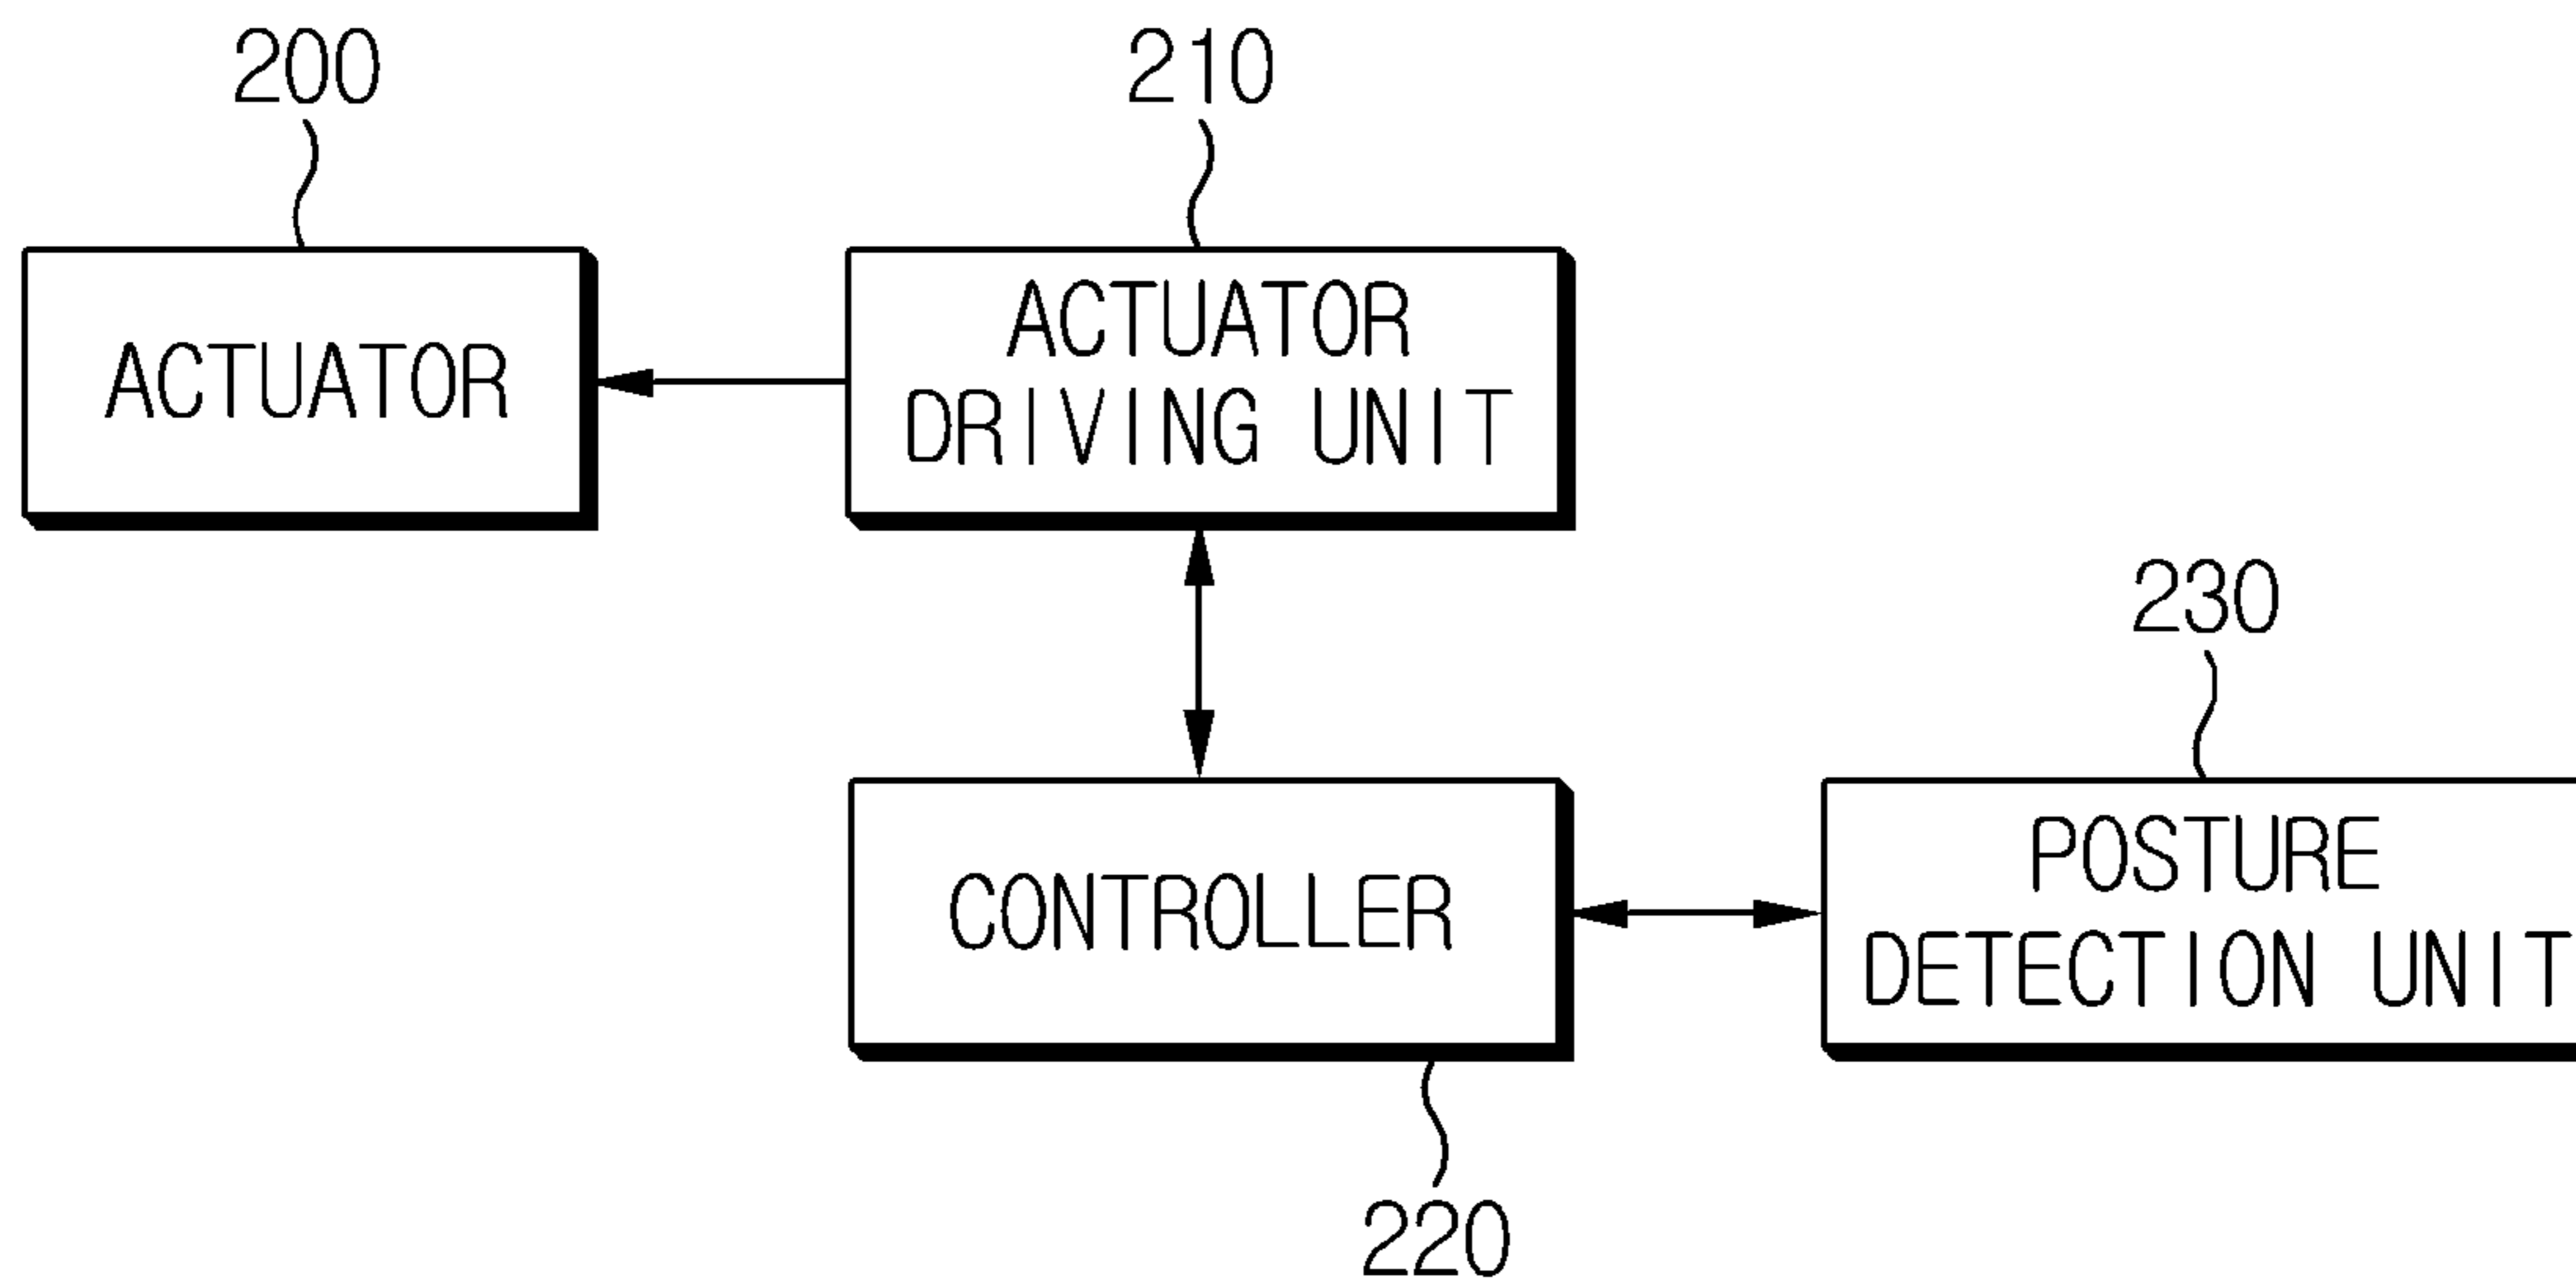 200
210
ACTUATOR
ACTUATOR
DRIVING UNIT
230
CONTROLLER
POSTURE
DETECTION UNIT
220